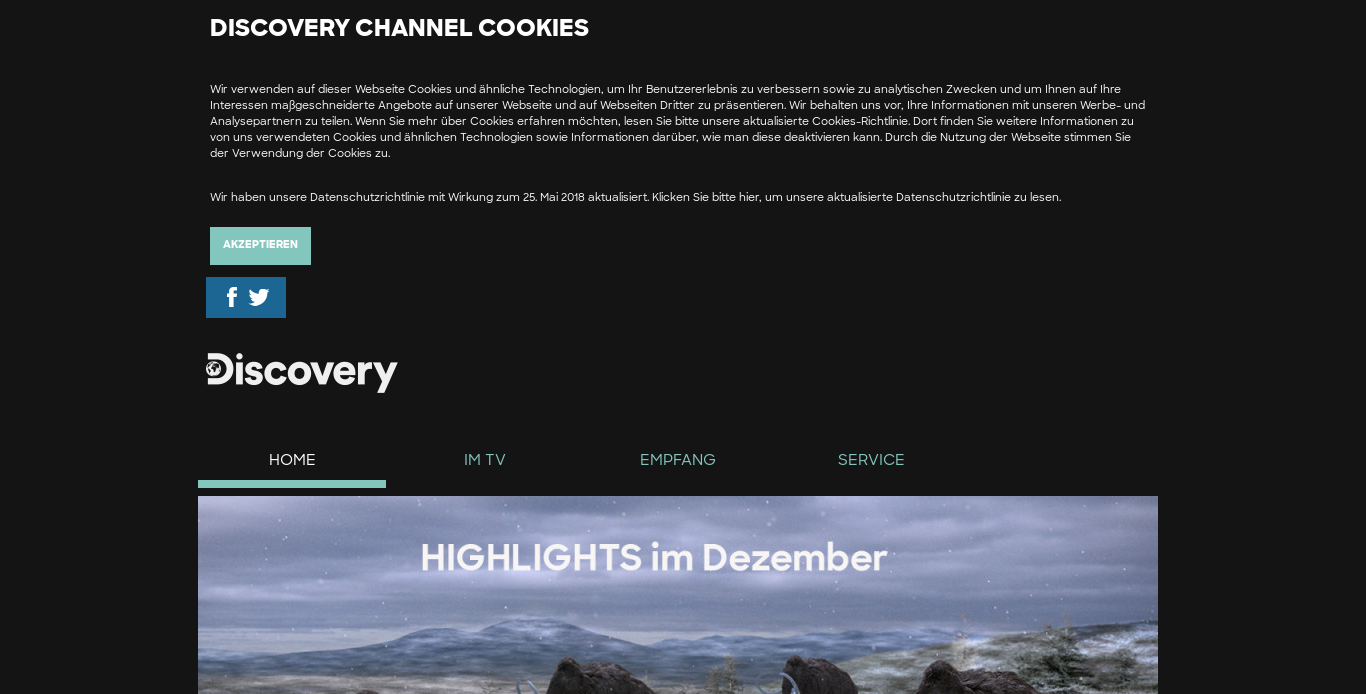 DISCOVERY CHANNEL COOKIES
Wir verwenden auf dieser Webseite Cookies und ähnliche Technologien, um Ihr Benutzererlebnis zu verbessern sowie zu analytischen Zwecken und um Ihnen auf Ihre
Interessen maßgeschneiderte Angebote auf unserer Webseite und auf Webseiten Dritter zu präsentieren. Wir behalten uns vor, Ihre Informationen mit unseren Werbe- und
Analysepartnern zu teilen. Wenn Sie mehr über Cookies erfahren möchten, lesen Sie bitte unsere aktualisierte Cookies-Richtlinie. Dort finden Sie weitere Informationen zu
von uns verwendeten Cookies und ähnlichen Technologien sowie Informationen darüber, wie man diese deaktivieren kann. Durch die Nutzung der Webseite stimmen Sie
der Verwendung der Cookies zu.
Wir haben unsere Datenschutzrichtlinie mit Wirkung zum 25. Mai 2018 aktualisiert. Klicken Sie bitte hier, um unsere aktualisierte Datenschutzrichtlinie zu lesen.
AKZEPTIEREN
Discovery
HOME IM TV EMPFANG SERVICE
HIGHLIGHTS im Dezember